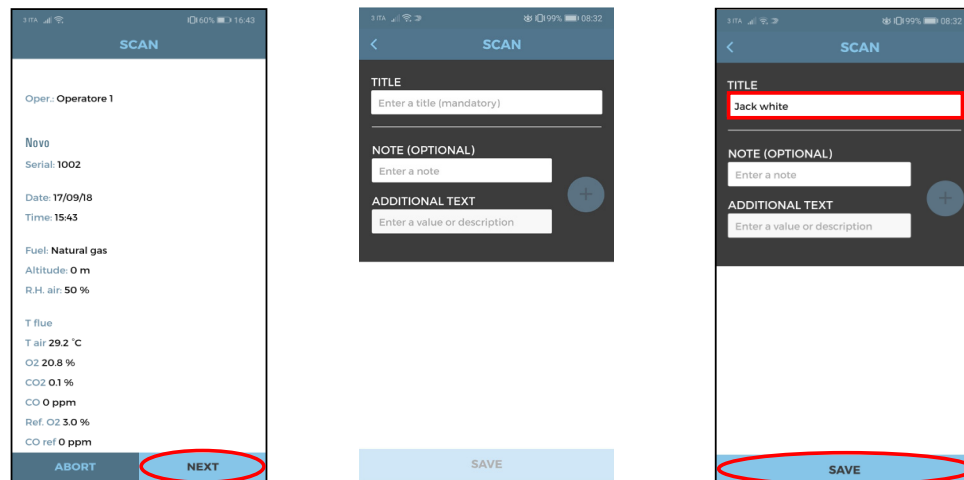 3 ITA 60% 16:43
SCAN
Oper.: Operatore 1
Novo
Serial: 1002
Date: 17/09/18
Time: 15:43
Fuel: Natural gas
Altitude: 0 m
R.H. air: 50 %
T flue
T air 29.2 °C
O2 20.8 %
CO2 0.1 %
CO 0 ppm
Ref. O2 3.0 %
CO ref 0 ppm
ABORT NEXT
3 ITA 99% 08:32
SCAN
TITLE
Enter a title (mandatory)
NOTE (OPTIONAL)
Enter a note
+
ADDITIONAL TEXT
Enter a value or description
SAVE
3 ITA 99% 08:32
SCAN
TITLE
Jack white
NOTE (OPTIONAL)
Enter a note
+
ADDITIONAL TEXT
Enter a value or description
SAVE